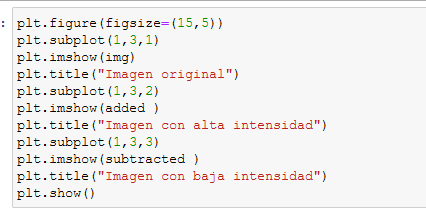 : plt.figure(figsize=(15,5))
plt.subplot(1,3,1)
plt.imshow(img)
plt.title("Imagen original")
plt.subplot(1,3,2)
plt.imshow(added )
plt.title("Imagen con alta intensidad")
plt.subplot(1,3,3)
plt.imshow(subtracted )
plt.title("Imagen con baja intensidad")
plt.show()